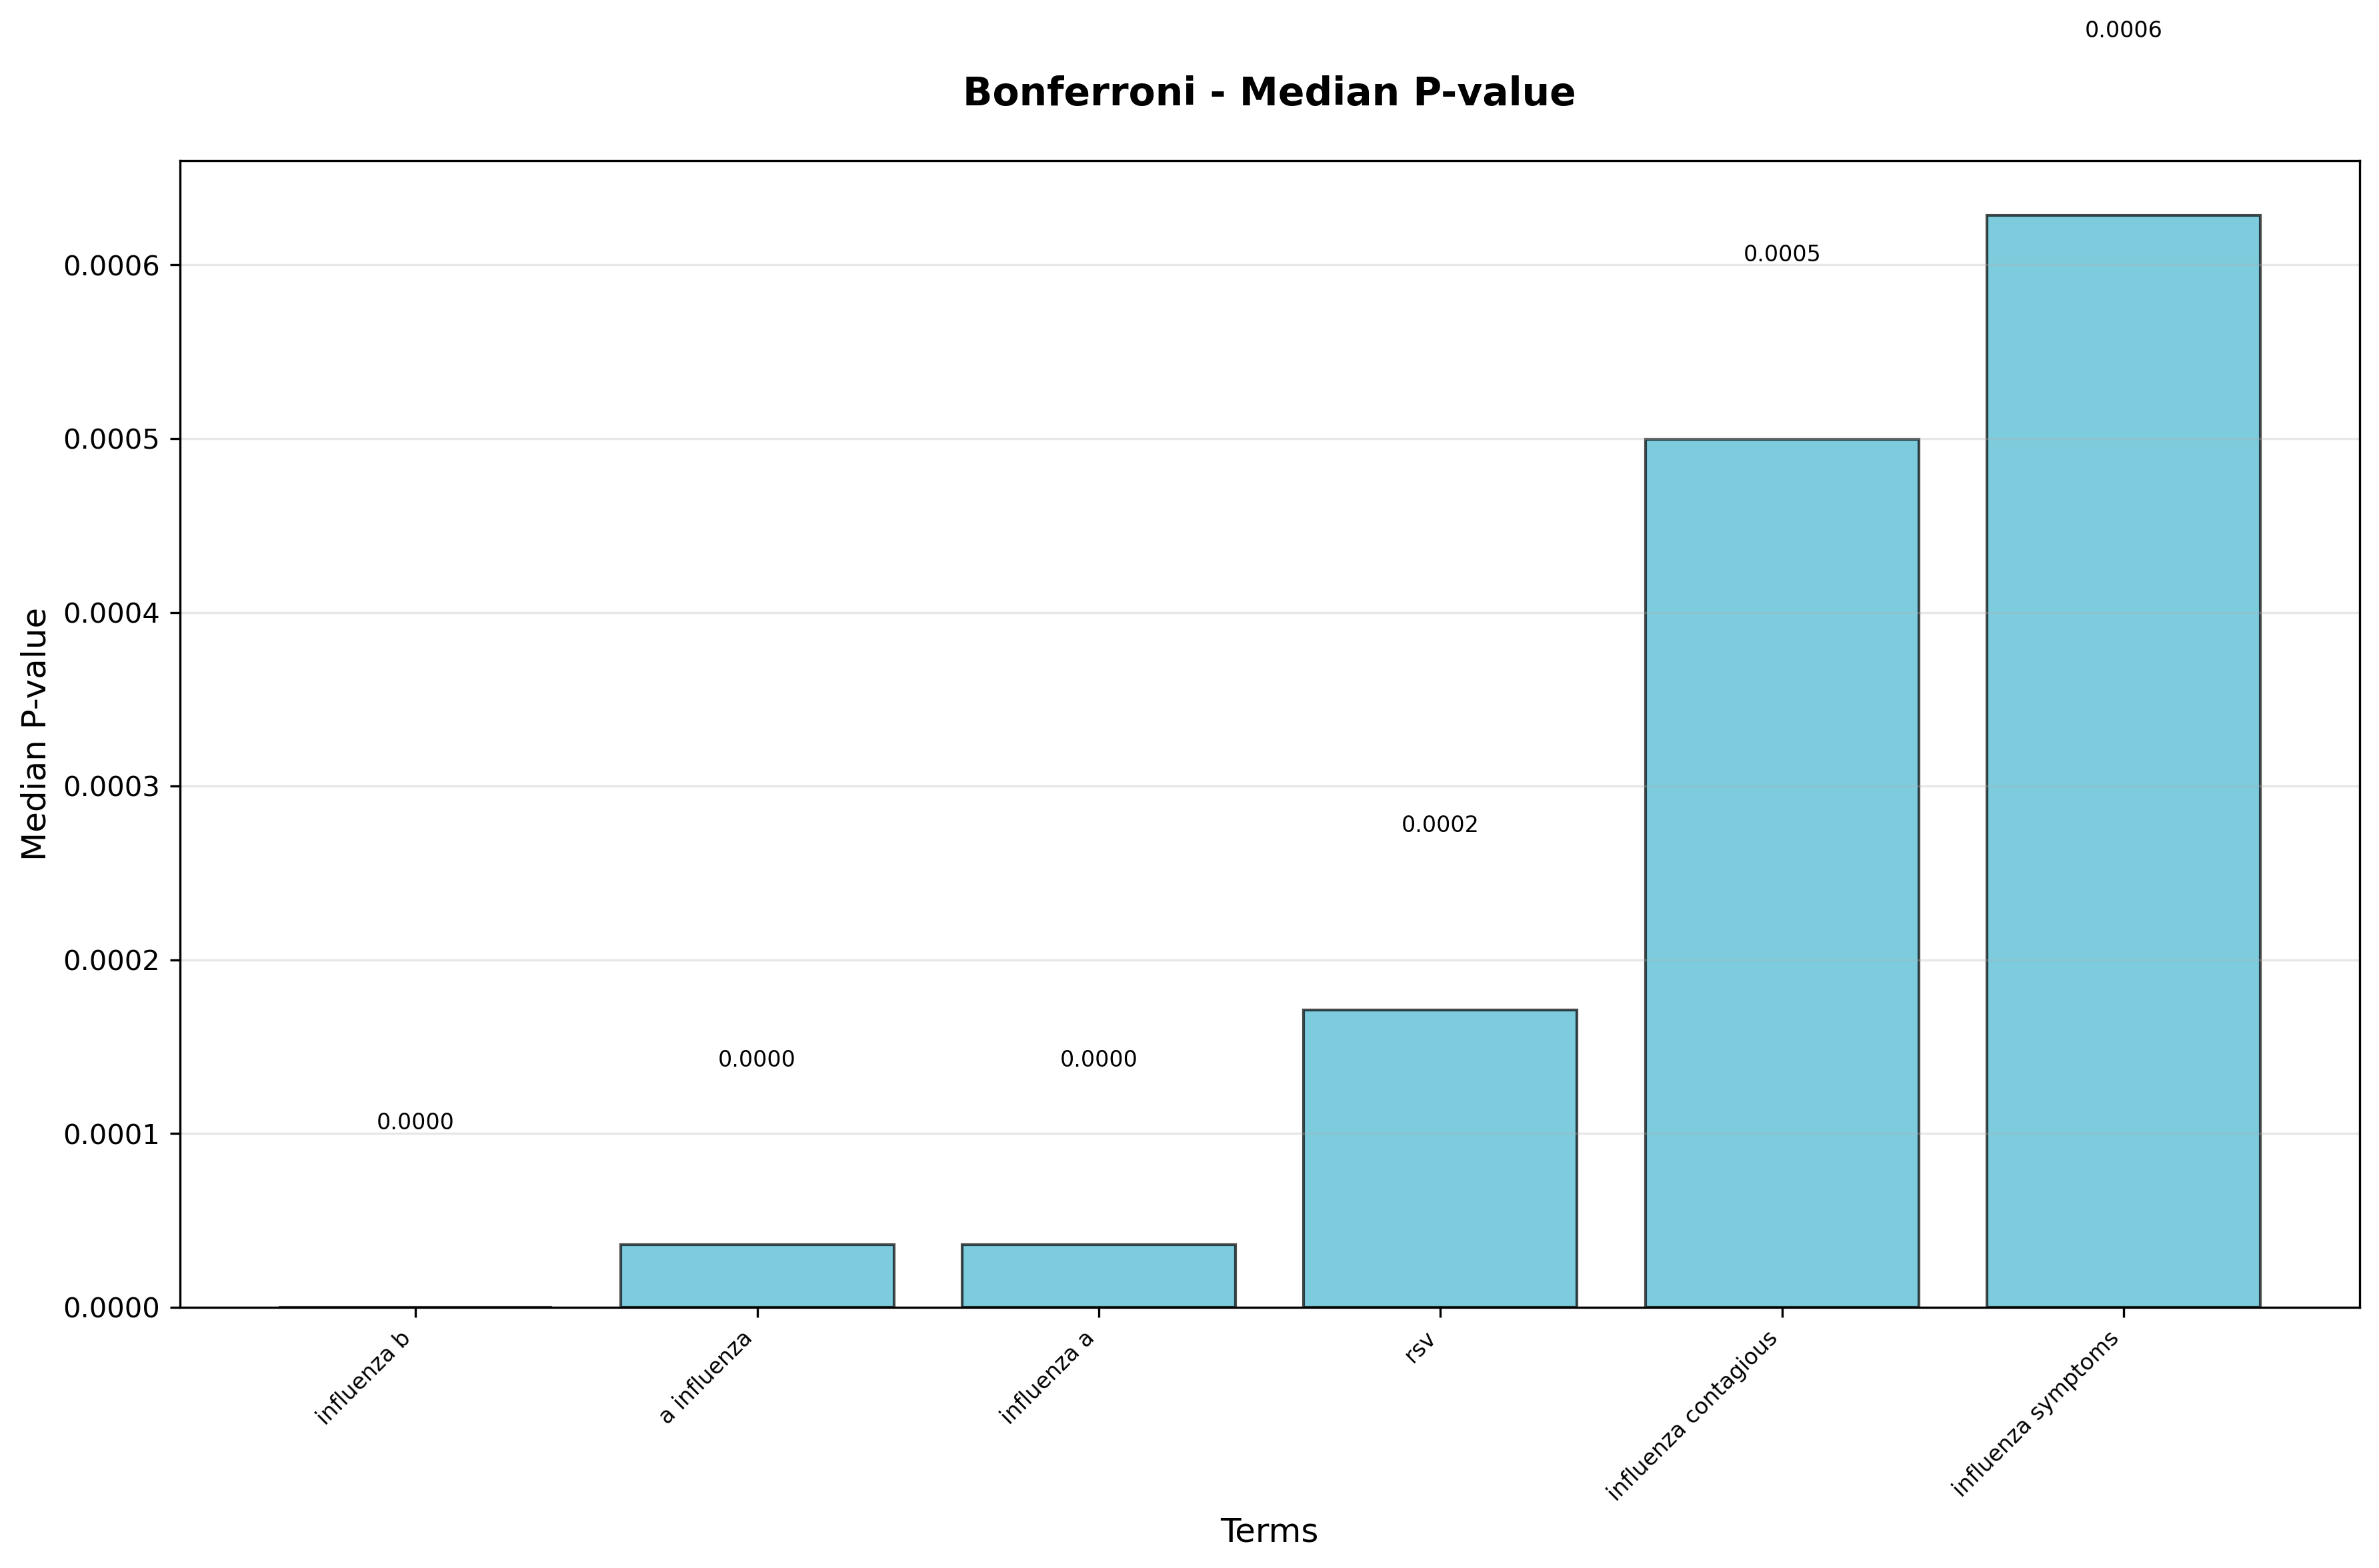 0.0006
Bonferroni - Median P-value
0.0006
0.0005
0.0005
0.0004
0.0003
0.0002
0.0002
0.0000
0.0000
0.0000
0.0001
0.0000
Median P-value
influenza b
a influenza
influenza a
rsv
influenza contagious
influenza symptoms
Terms